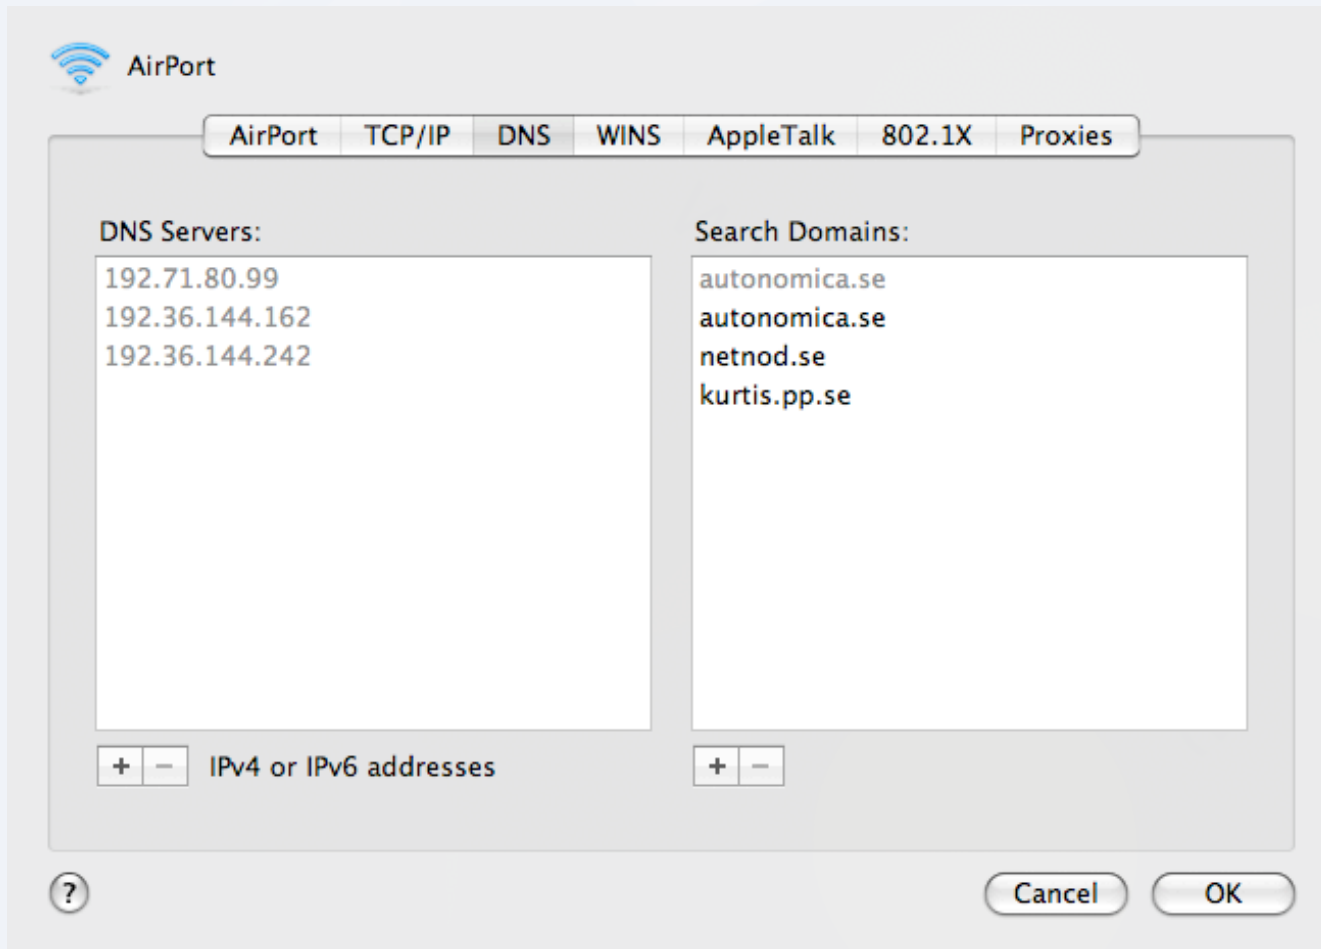 AirPort
AirPort TCP/IP DNS WINS AppleTalk 802.1X Proxies
DNS Servers:
192.71.80.99
192.36.144.162
192.36.144.242
+ − IPv4 or IPv6 addresses
Search Domains:
autonomica.se
autonomica.se
netnod.se
kurtis.pp.se
+ −
? Cancel OK